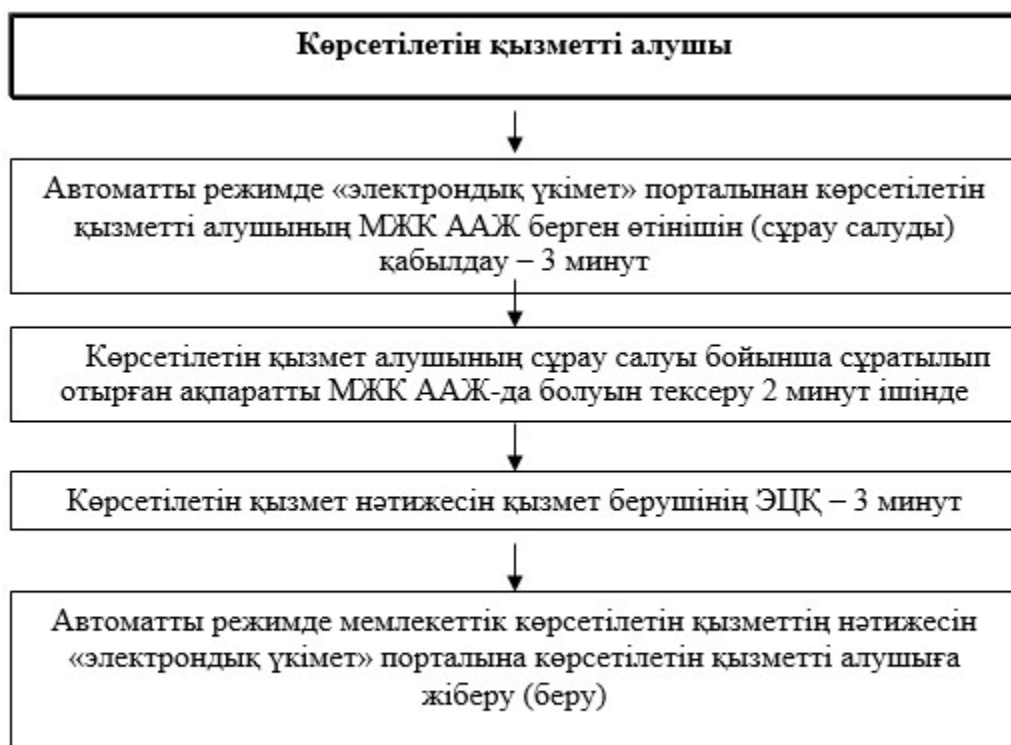 Көрсетілетін қызметті алушы
Автоматты режимде «электрондық үкімет» порталынан көрсетілетін
қызметті алушының МЖК ААЖ берген өтінішін (сұрау салуды)
қабылдау – 3 минут
Көрсетілетін қызмет алушының сұрау салуы бойынша сұратылып
отырған ақпаратты МЖК ААЖ-да болуын тексеру 2 минут ішінде
Көрсетілетін қызмет нәтижесін қызмет берушінің ЭЦҚ – 3 минут
Автоматты режимде мемлекеттік көрсетілетін қызметтің нәтижесін
«электрондық үкімет» порталына көрсетілетін қызметті алушыға
жіберу (беру)